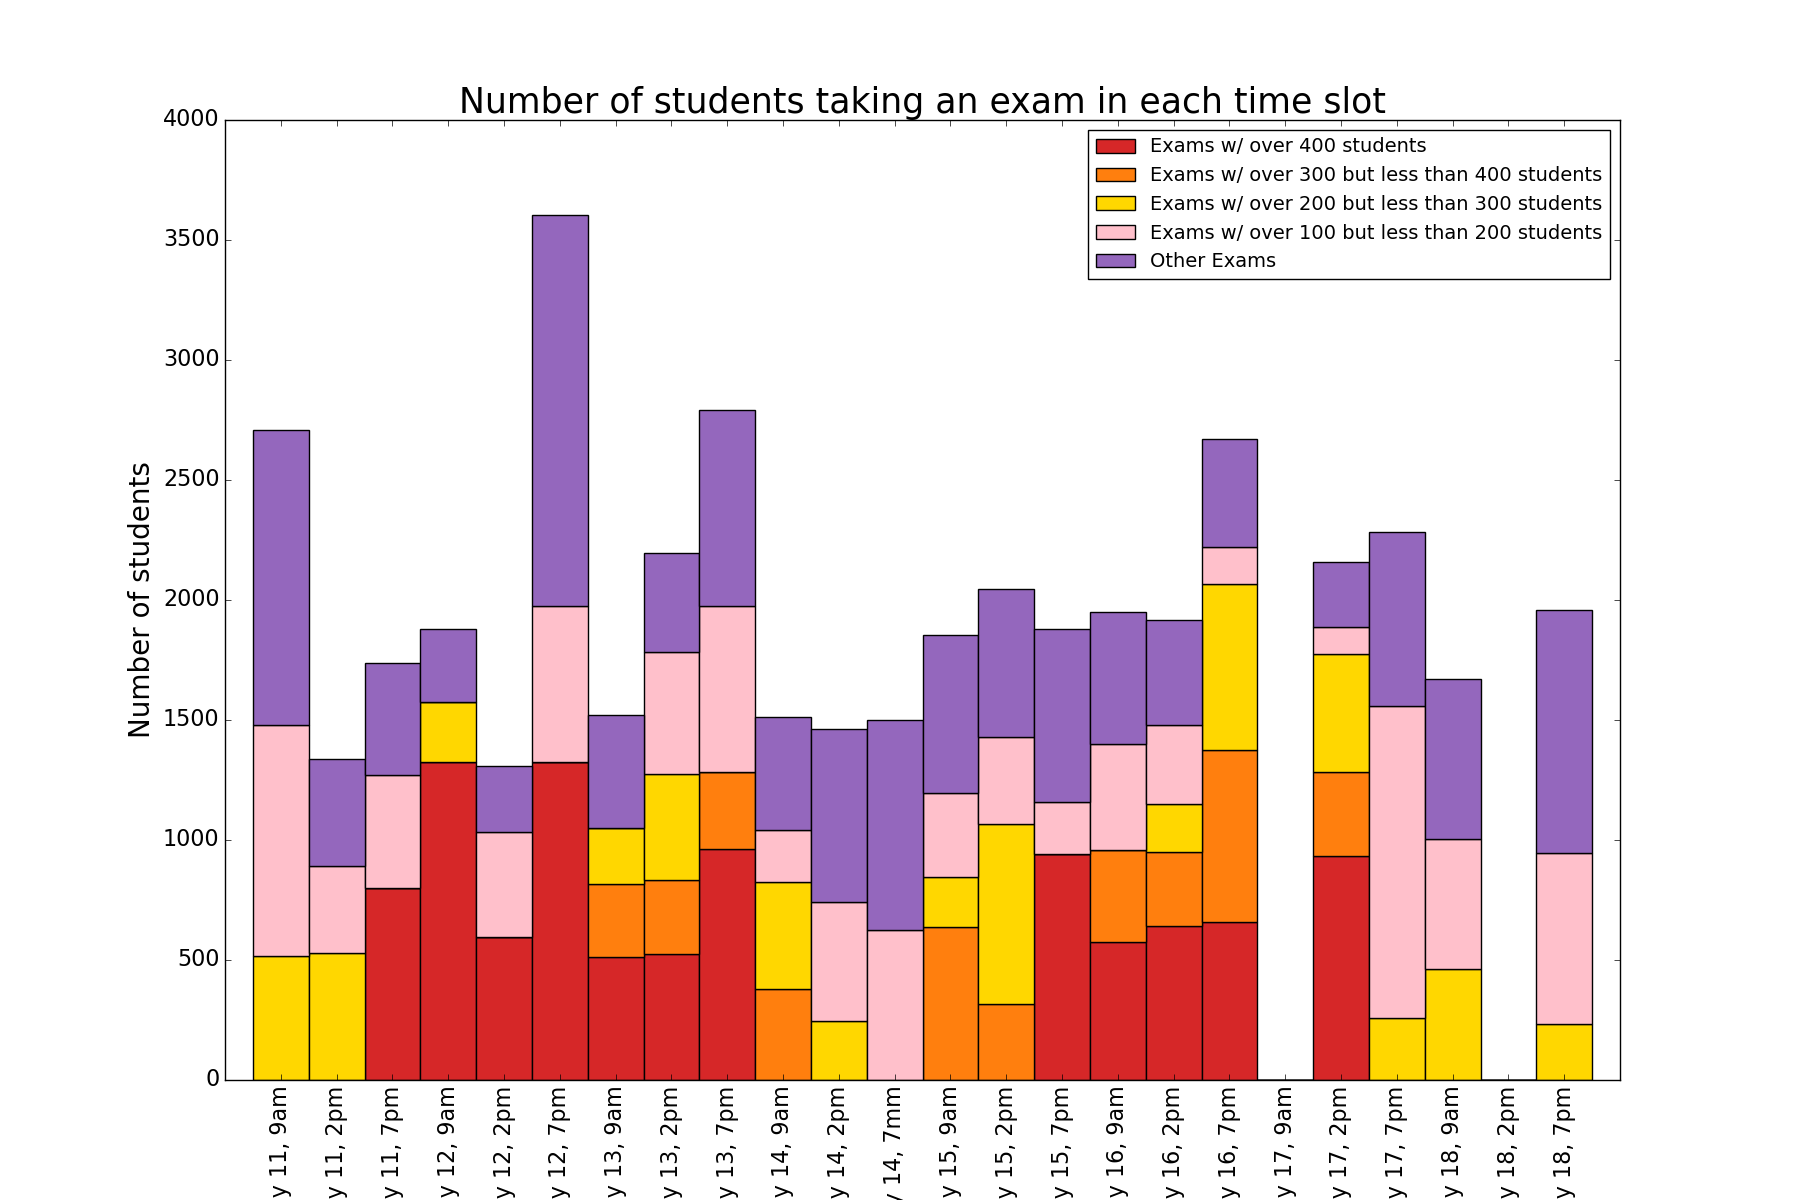 Number of students taking an exam in each time slot
4000
3500
3000
2500
2000
1500
1000
500
0
Number of students
Exams w/ over 400 students
Exams w/ over 300 but less than 400 students
Exams w/ over 200 but less than 300 students
Exams w/ over 100 but less than 200 students
Other Exams
y 11, 9am
y 11, 2pm
y 11, 7pm
y 12, 9am
y 12, 2pm
y 12, 7pm
y 13, 9am
y 13, 2pm
y 13, 7pm
y 14, 9am
y 14, 2pm
y 14, 7mm
y 15, 9am
y 15, 2pm
y 15, 7pm
y 16, 9am
y 16, 2pm
y 16, 7pm
y 17, 9am
y 17, 2pm
y 17, 7pm
y 18, 9am
y 18, 2pm
y 18, 7pm